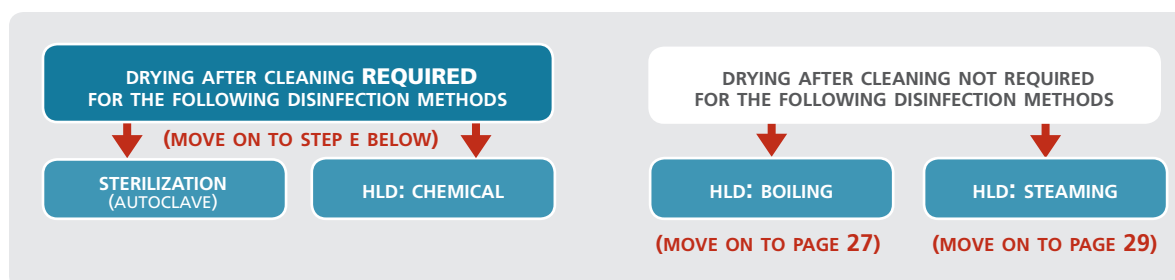 DRYING AFTER CLEANING REQUIRED
FOR THE FOLLOWING DISINFECTION METHODS
(MOVE ON TO STEP E BELOW)
STERILIZATION
(AUTOCLAVE)
HLD: CHEMICAL
DRYING AFTER CLEANING NOT REQUIRED
FOR THE FOLLOWING DISINFECTION METHODS
HLD: BOILING
(MOVE ON TO PAGE 27)
HLD: STEAMING
(MOVE ON TO PAGE 29)